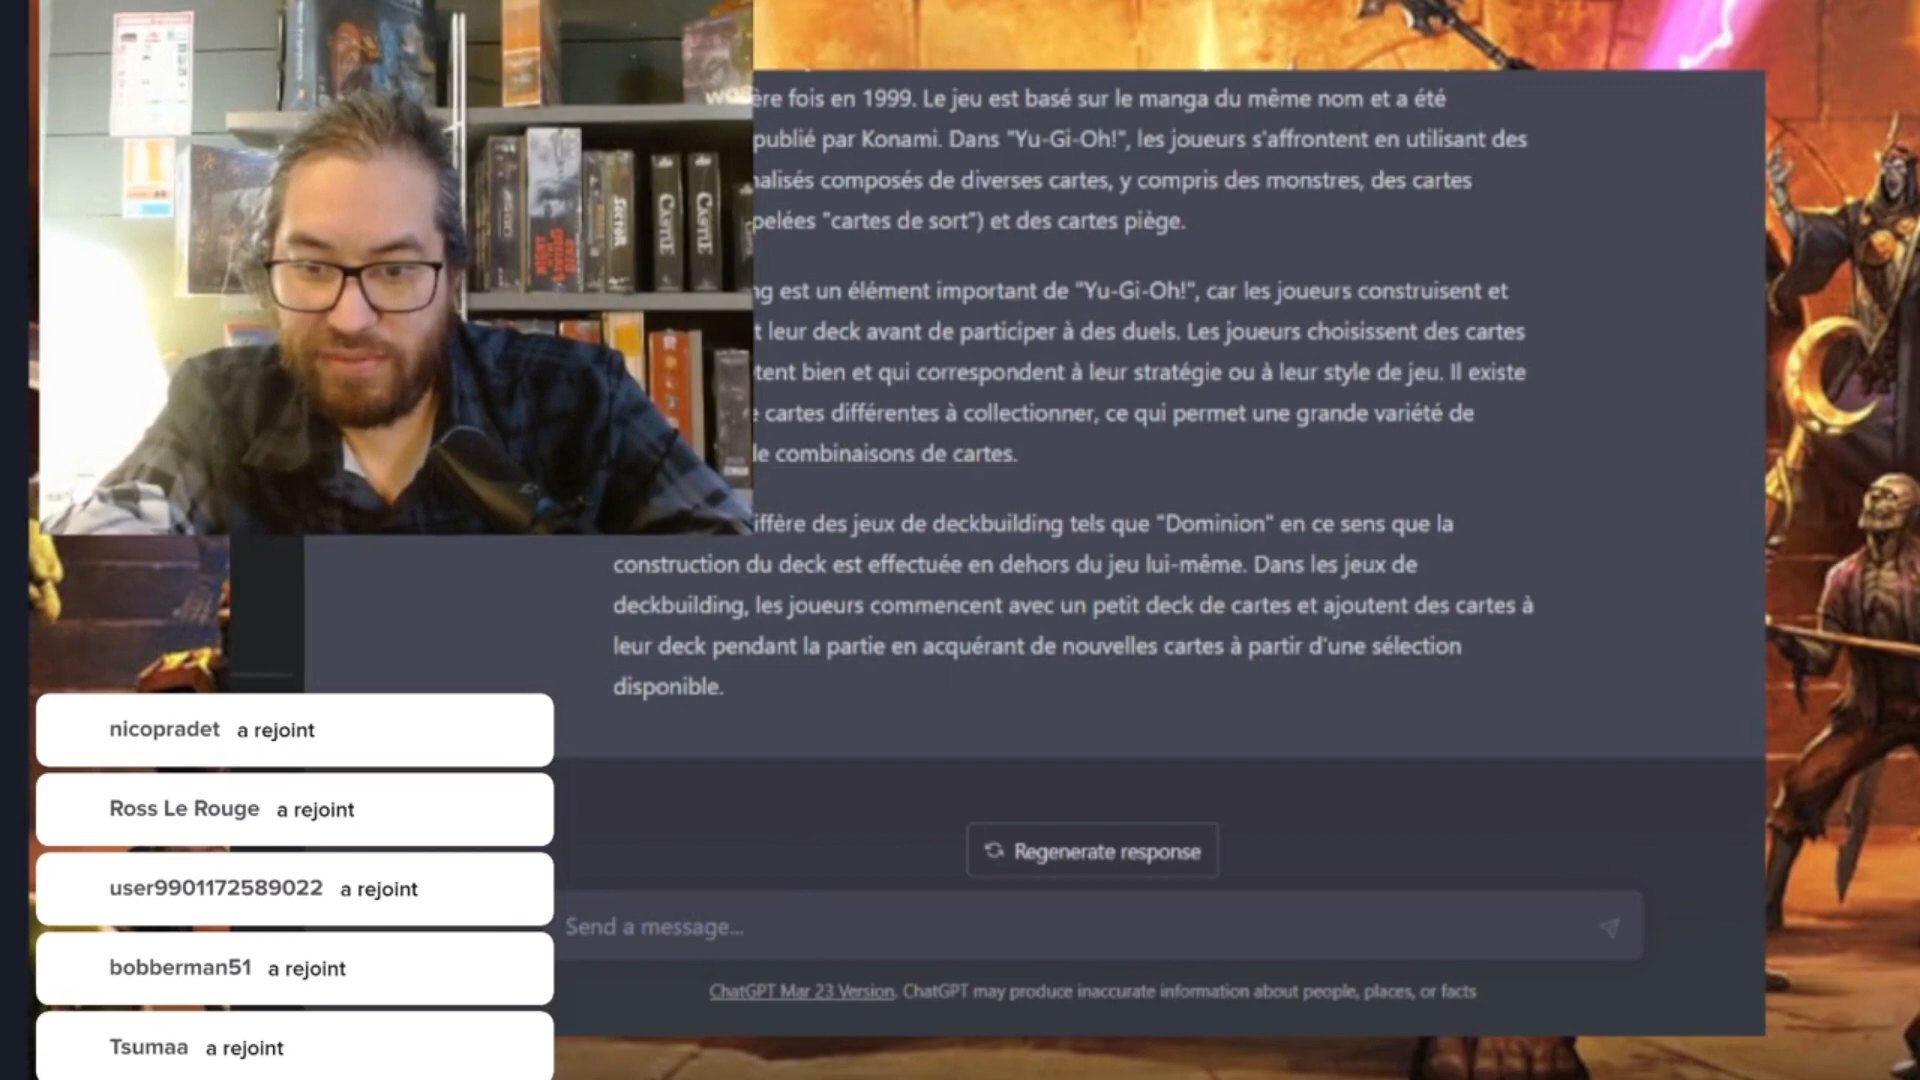 ère fois en 1999. Le jeu est basé sur le manga du même nom et a été
publié par Konami. Dans "Yu-Gi-Oh!", les joueurs s'affrontent en utilisant des
nalisés composés de diverses cartes, y compris des monstres, des cartes
pelées "cartes de sort") et des cartes piège.
ng est un élément important de "Yu-Gi-Oh!", car les joueurs construisent et
t leur deck avant de participer à des duels. Les joueurs choisissent des cartes
tent bien et qui correspondent à leur stratégie ou à leur style de jeu. Il existe
e cartes différentes à collectionner, ce qui permet une grande variété de
le combinaisons de cartes.
iffère des jeux de deckbuilding tels que "Dominion" en ce sens que la
construction du deck est effectuée en dehors du jeu lui-même. Dans les jeux de
deckbuilding, les joueurs commencent avec un petit deck de cartes et ajoutent des cartes à
leur deck pendant la partie en acquérant de nouvelles cartes à partir d'une sélection
disponible.
Regenerate response
Send a message...
ChatGPT Mar 23 Version. ChatGPT may produce inaccurate information about people, places, or facts
nicopradet a rejoint
Ross Le Rouge a rejoint
user9901172589022 a rejoint
bobberman51 a rejoint
Tsumaa a rejoint
CASTLE
CASTLE